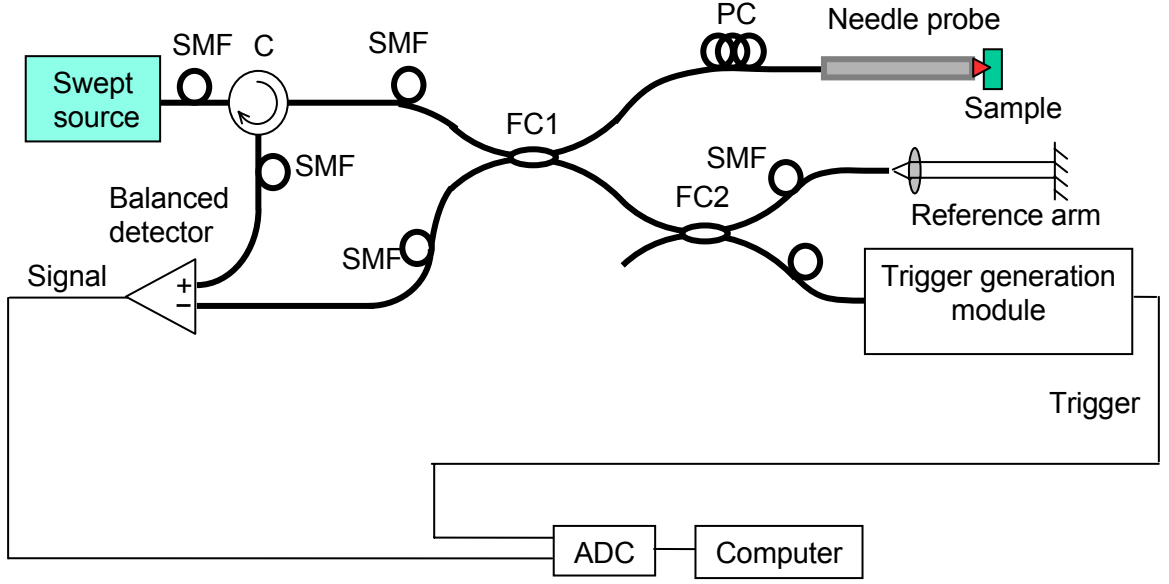 PC
Needle probe
SMF
C
SMF
Swept
source
Sample
FC1
SMF
SMF
FC2
Balanced
detector
Reference arm
SMF
Signal
+
−
Trigger generation
module
Trigger
ADC
Computer